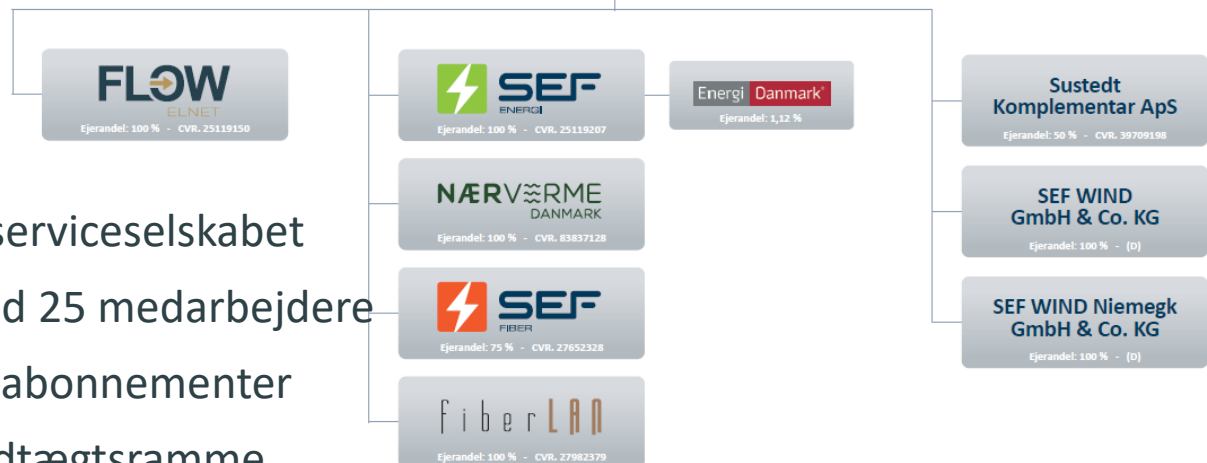 FLOW
ELNET
Ejerandel: 100 % - CVR. 25119150
SEF
ENERGI
Ejerandel: 100 % - CVR. 25119207
Energi Danmark
Ejerandel: 1,12 %
NÆRVERME
DANMARK
Ejerandel: 100 % - CVR. 83837128
SEF
FIBER
Ejerandel: 75 % - CVR. 27652328
FiberLAN
Ejerandel: 100 % - CVR. 27982379
Sustedt
Komplementar ApS
Ejerandel: 50 % - CVR. 39709198
SEF WIND
GmbH & Co. KG
Ejerandel: 100 % - (D)
SEF WIND Niemegk
GmbH & Co. KG
Ejerandel: 100 % - (D)
serviceselskabet
d 25 medarbejdere
abonnementer
dtægtsramme